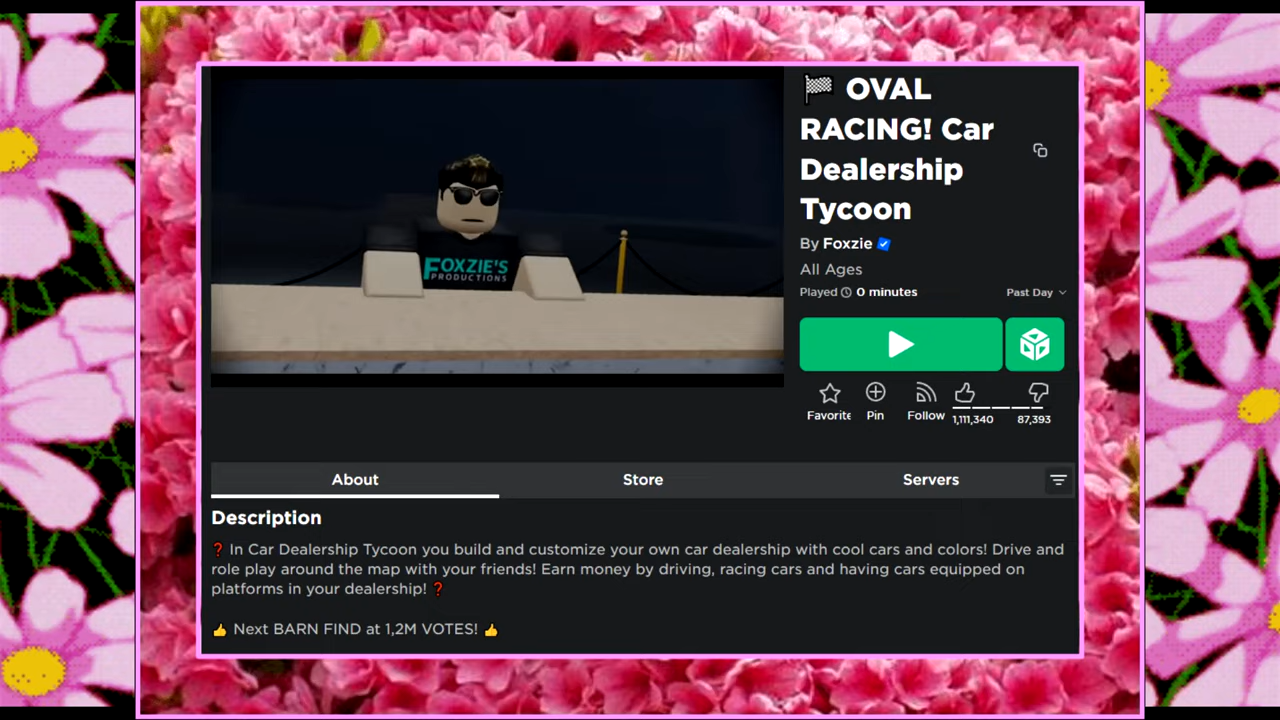 OVAL
RACING! Car
Dealership
Tycoon
By Foxzie
All Ages
Played 0 minutes Past Day
FOXZIE'S
PRODUCTIONS
Favorite Pin Follow 1,111,340 87,393
About Store Servers
Description
❓ In Car Dealership Tycoon you build and customize your own car dealership with cool cars and colors! Drive and
role play around the map with your friends! Earn money by driving, racing cars and having cars equipped on
platforms in your dealership! ❓
👍 Next BARN FIND at 1,2M VOTES! 👍